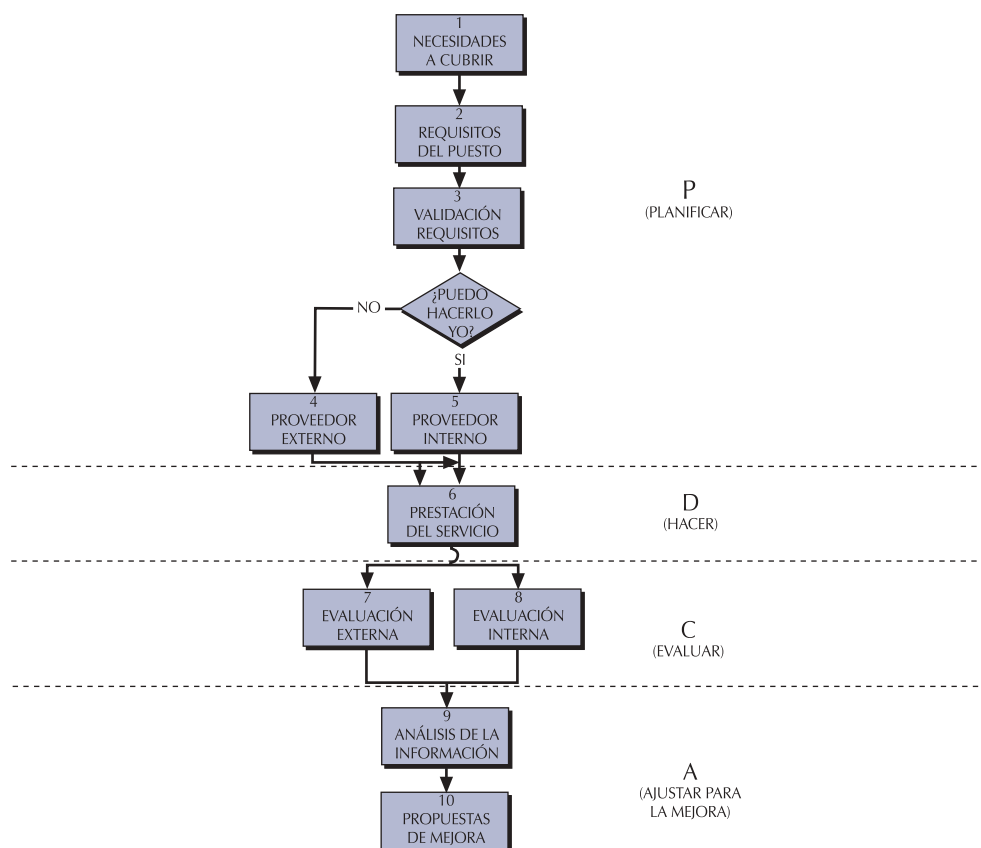 1
NECESIDADES
A CUBRIR
2
REQUISITOS
DEL PUESTO
3
VALIDACIÓN
REQUISITOS
P
(PLANIFICAR)
¿PUEDO
HACERLO
YO?
NO
SI
4
PROVEEDOR
EXTERNO
5
PROVEEDOR
INTERNO
6
PRESTACIÓN
DEL SERVICIO
D
(HACER)
7
EVALUACIÓN
EXTERNA
8
EVALUACIÓN
INTERNA
C
(EVALUAR)
9
ANÁLISIS DE LA
INFORMACIÓN
10
PROPUESTAS
DE MEJORA
A
(AJUSTAR PARA
LA MEJORA)